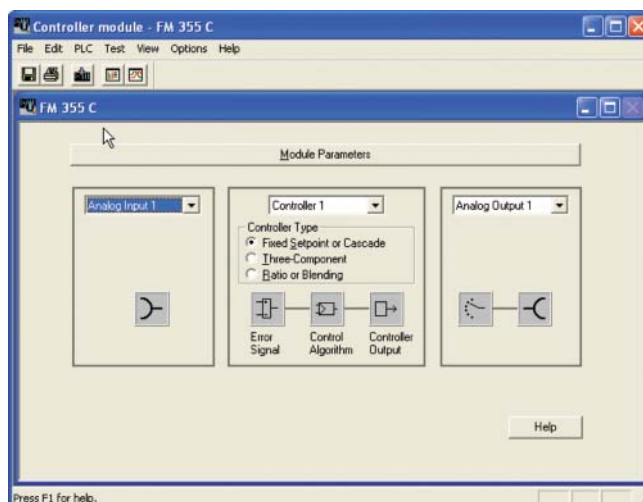 Controller module - FM 355 C
File Edit PLC Test View Options Help
FM 355 C
Module Parameters
Analog Input 1
Controller 1
Controller Type
Fixed Setpoint or Cascade
Three-Component
Ratio or Blending
Error Signal
Control Algorithm
Controller Output
Analog Output 1
Help
Press F1 for help.